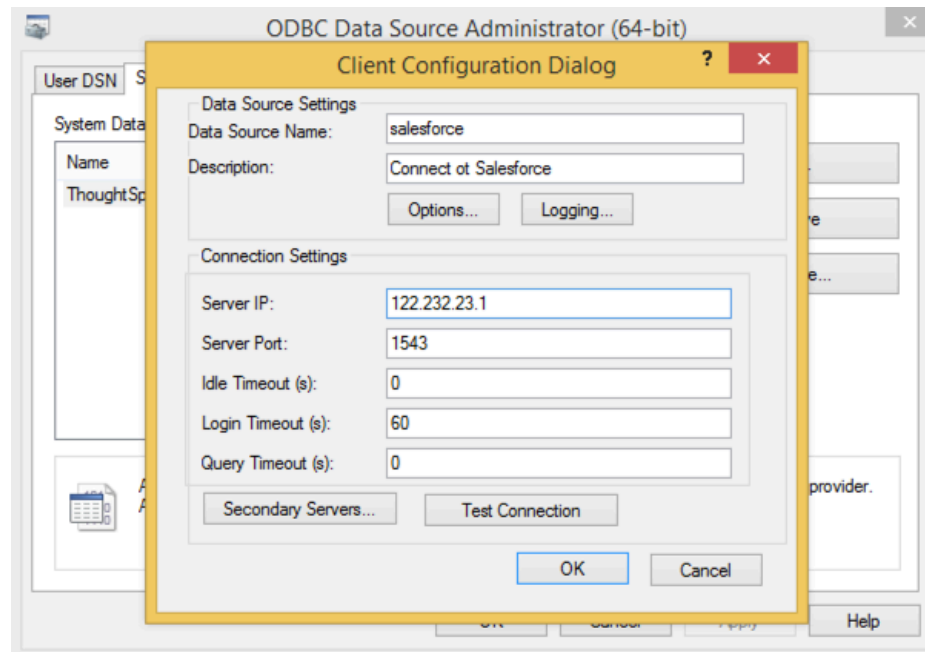 ODBC Data Source Administrator (64-bit)
Client Configuration Dialog ?
User DSN S
System Data
Name
ThoughtSp
Data Source Settings
Data Source Name: salesforce
Description: Connect ot Salesforce
Options... Logging...
Connection Settings
Server IP: 122.232.23.1
Server Port: 1543
Idle Timeout (s): 0
Login Timeout (s): 60
Query Timeout (s): 0
provider.
Secondary Servers... Test Connection
OK Cancel
Help